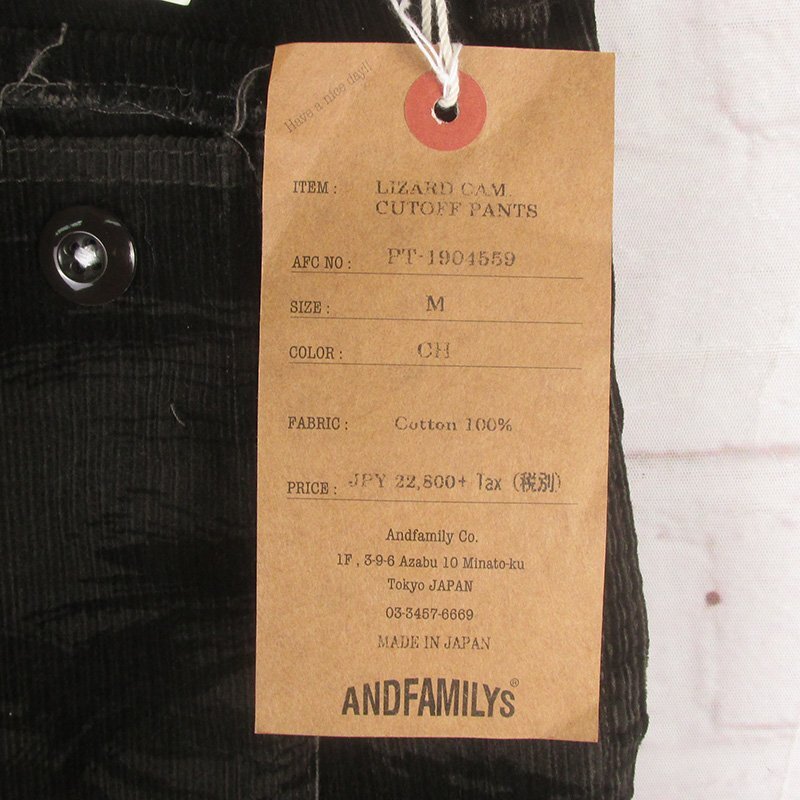 Have a nice day!!
ITEM : LIZARD CAM.
CUTOFF PANTS
AFC NO : PT-1904559
SIZE : M
COLOR : CH
FABRIC : Cotton 100%
PRICE : JPY 22,800+ Tax (税別)
Andfamily Co.
1F , 3-9-6 Azabu 10 Minato-ku
Tokyo JAPAN
03-3457-6669
MADE IN JAPAN
ANDFAMILYS®